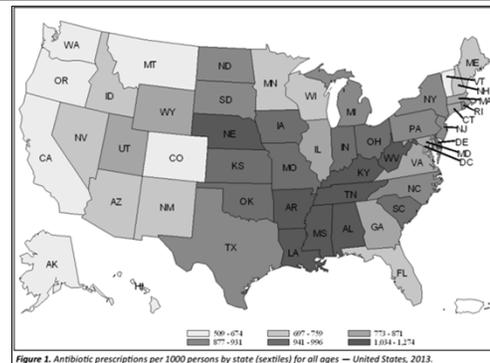 WA
MT
ND
MN
ME
OR
ID
SD
WI
VT
NH
WY
MI
NY
MA
RI
CT
NV
NE
IA
PA
NJ
CA
UT
CO
IL
IN
OH
DE
MD
DC
KS
MO
WV
VA
KY
AZ
NM
OK
AR
TN
NC
SC
TX
LA
MS
AL
GA
FL
AK
HI
509 - 674 697 - 759 773 - 871
877 - 931 941 - 996 1,034 - 1,274
Figure 1. Antibiotic prescriptions per 1000 persons by state (sextiles) for all ages — United States, 2013.